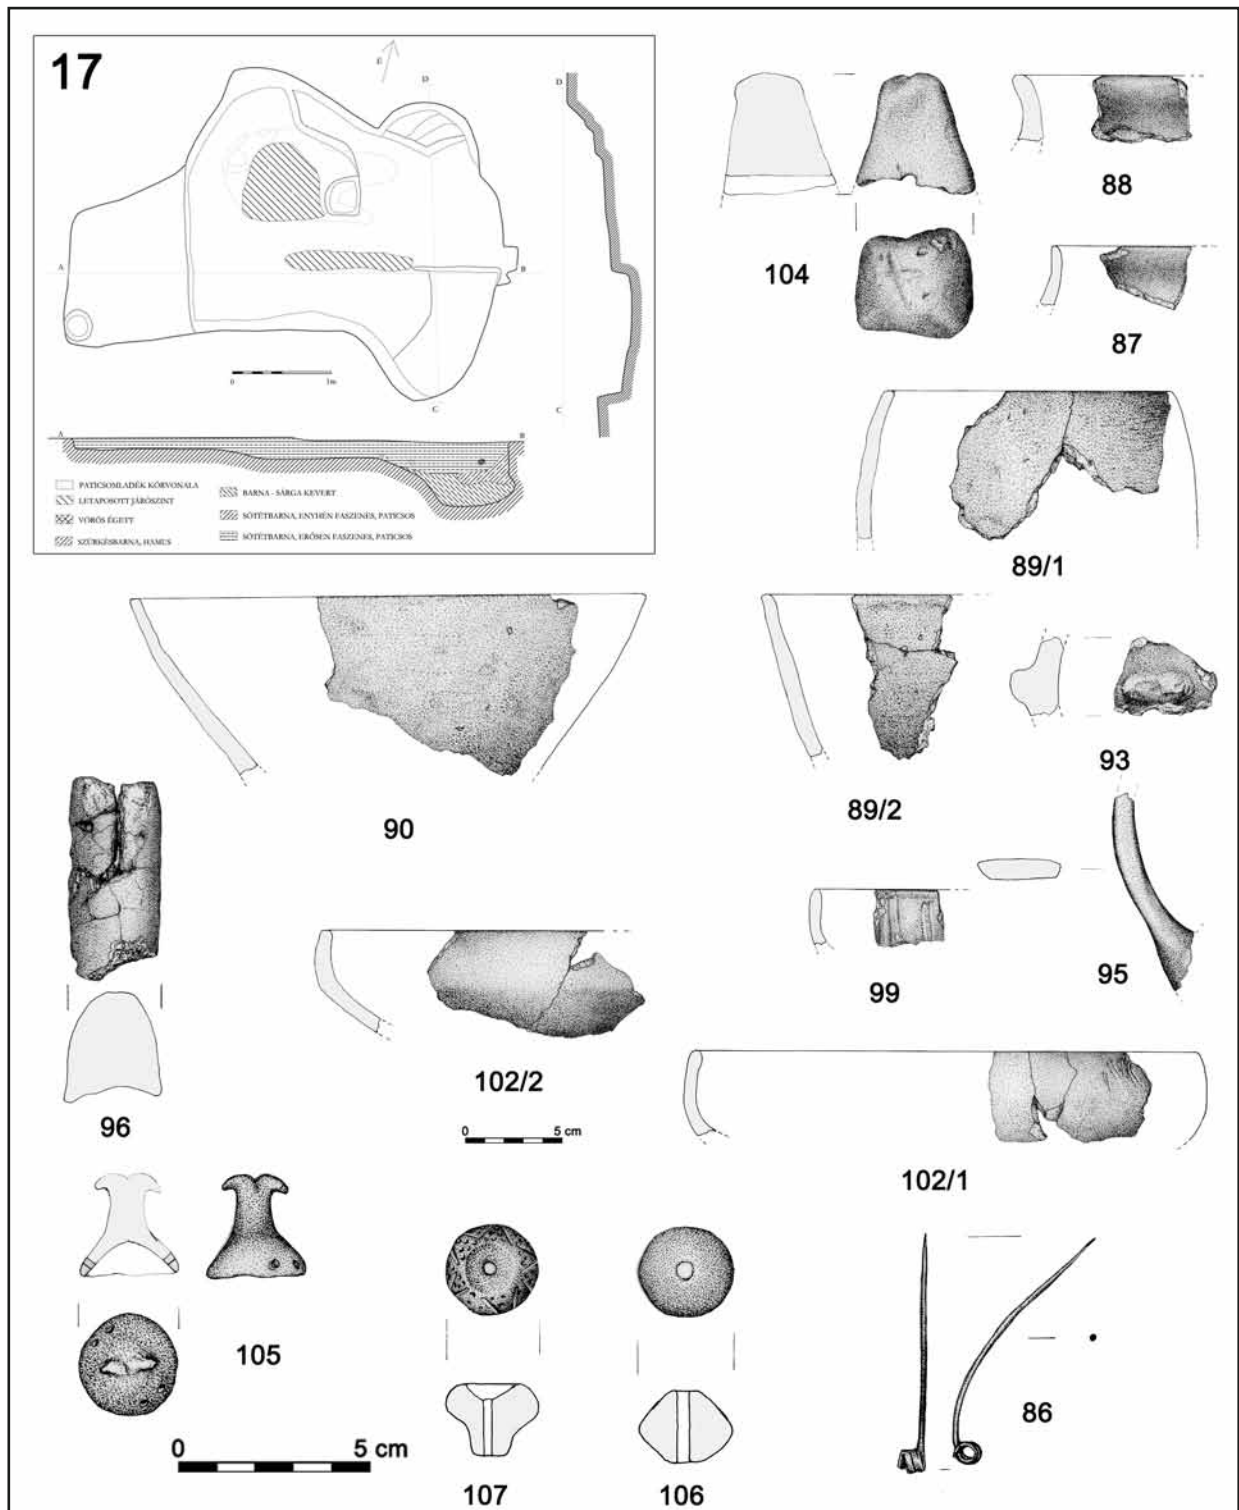 17
É
D
D
A
B
C
C
0 1m
A
B
PATICSOMLADÉK KÖRVONALA
LETAPOSOTT JÁRÓSZINT
VÖRÖS ÉGETT
SZÜRKÉSBARNA, HAMUS
BARNA - SÁRGA KEVERT
SÖTÉTBARNA, ENYHÉN FASZENES, PATICSOS
SÖTÉTBARNA, ERŐSEN FASZENES, PATICSOS
104
88
87
89/1
90
89/2
93
96
99
95
102/2
0 5 cm
102/1
105
0 5 cm
107
106
86